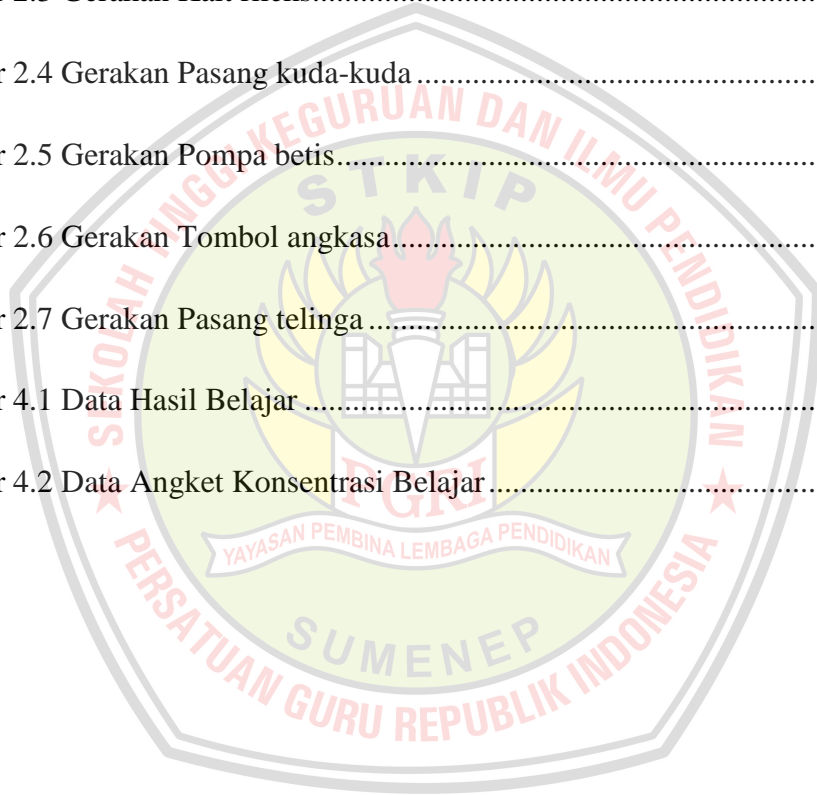 r 2.4 Gerakan Pasang kuda-kuda ........................................................
r 2.5 Gerakan Pompa betis ........................................................
r 2.6 Gerakan Tombol angkasa ........................................................
r 2.7 Gerakan Pasang telinga ........................................................
r 4.1 Data Hasil Belajar ........................................................
r 4.2 Data Angket Konsentrasi Belajar ........................................................
SEKOLAH TINGGI KEGURUAN DAN ILMU PENDIDIKAN
STKIP
PGRI
YAYASAN PEMBINA LEMBAGA PENDIDIKAN
SUMENEP
PERSATUAN GURU REPUBLIK INDONESIA